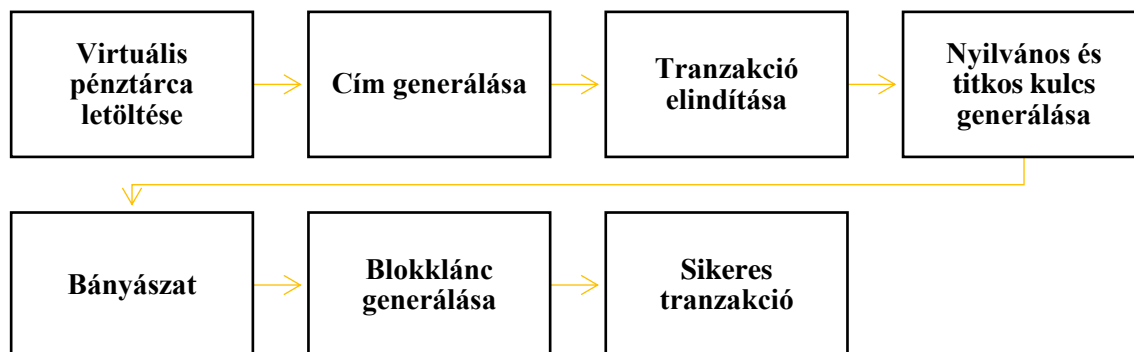 Virtuális
pénztárca
letöltése
Cím generálása
Tranzakció
elindítása
Nyilvános és
titkos kulcs
generálása
Bányászat
Blokklánc
generálása
Sikeres
tranzakció